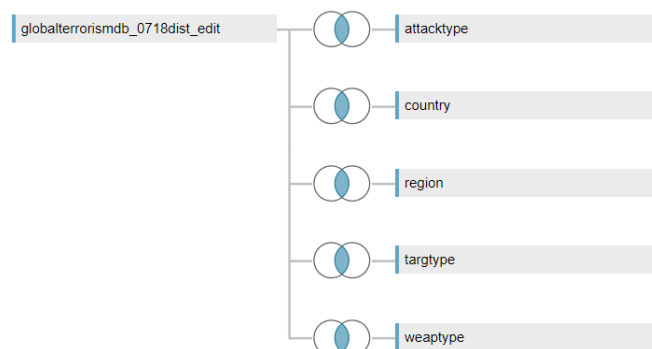 globalterrorismdb_0718dist_edit
attacktype
country
region
targtype
weaptype